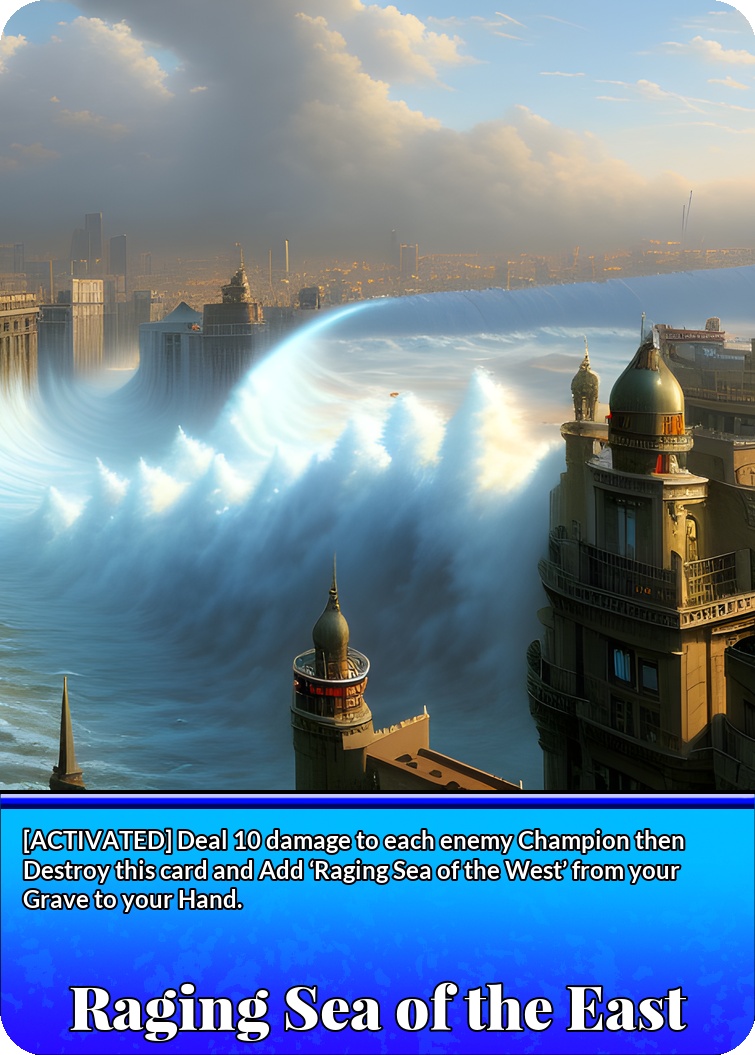 [ACTIVATED] Deal 10 damage to each enemy Champion then
Destroy this card and Add ‘Raging Sea of the West’ from your
Grave to your Hand.
Raging Sea of the East